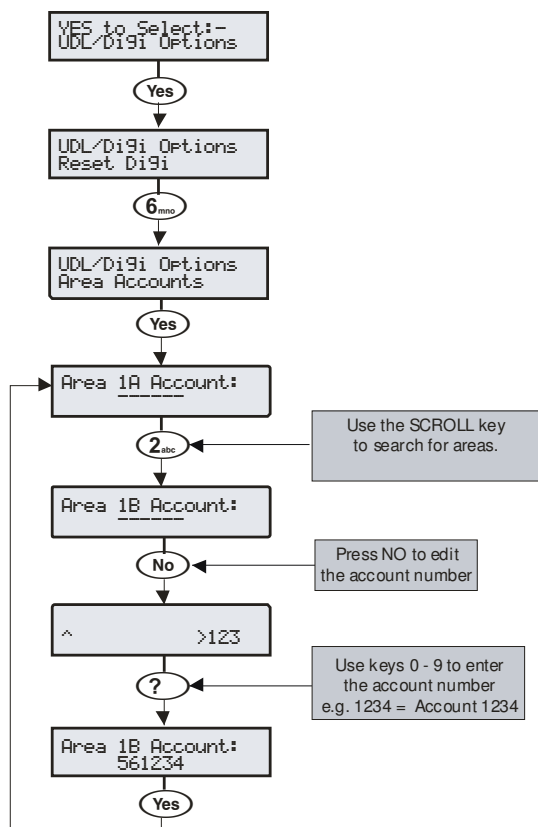 YES to Select:-
UDL/Digi Options
Yes
UDL/Digi Options
Reset Digi
6mno
UDL/Digi Options
Area Accounts
Yes
Area 1A Account:
------
2abc
Use the SCROLL key
to search for areas.
Area 1B Account:
------
No
Press NO to edit
the account number
^ >123
?
Use keys 0 - 9 to enter
the account number
e.g. 1234 = Account 1234
Area 1B Account:
561234
Yes